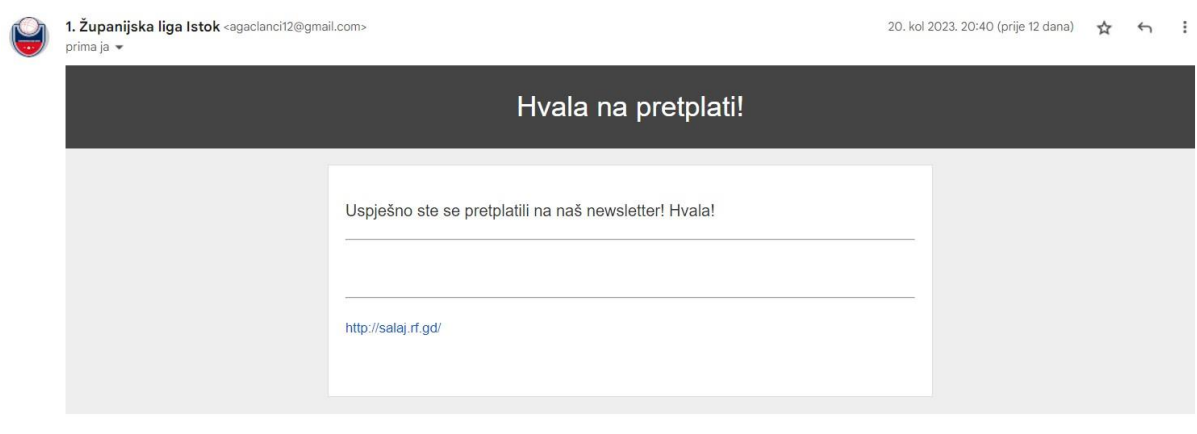 1. Županijska liga Istok <agaclanci12@gmail.com>
20. kol 2023. 20:40 (prije 12 dana)
prima ja
Hvala na pretplati!
Uspješno ste se pretplatili na naš newsletter! Hvala!
http://salaj.rf.gd/